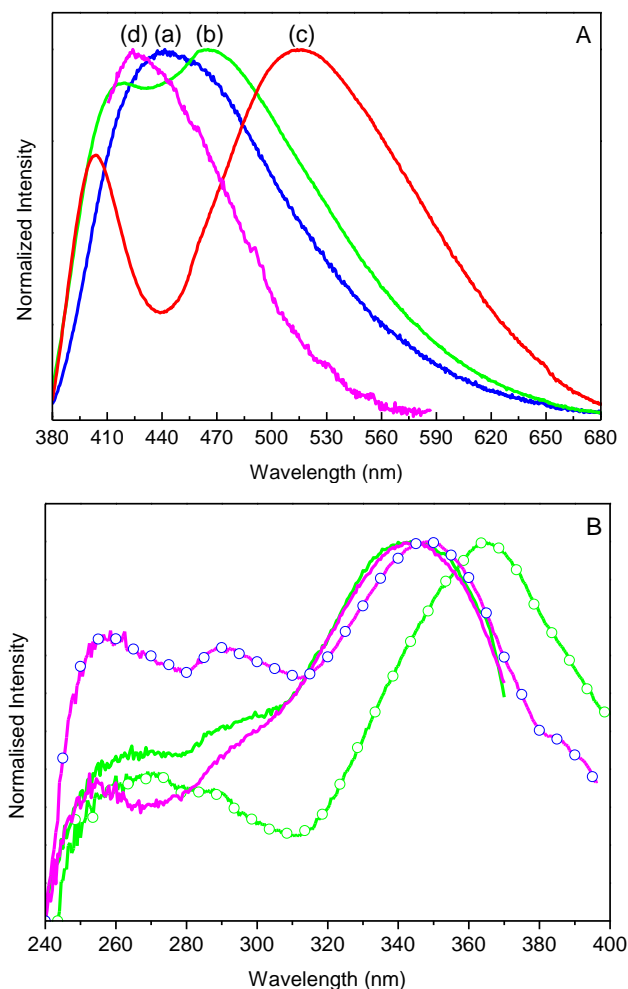 (d) (a) (b) (c) A
Normalized Intensity
380 410 440 470 500 530 560 590 620 650 680
Wavelength (nm)
B
Normalised Intensity
240 260 280 300 320 340 360 380 400
Wavelength (nm)